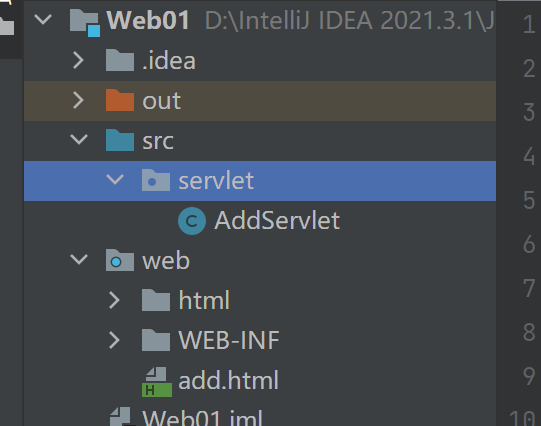 Web01 D:\IntelliJ IDEA 2021.3.1\J
.idea
out
src
servlet
C AddServlet
web
html
WEB-INF
H add.html
Web01.iml
1
2
3
4
5
6
7
8
9
10